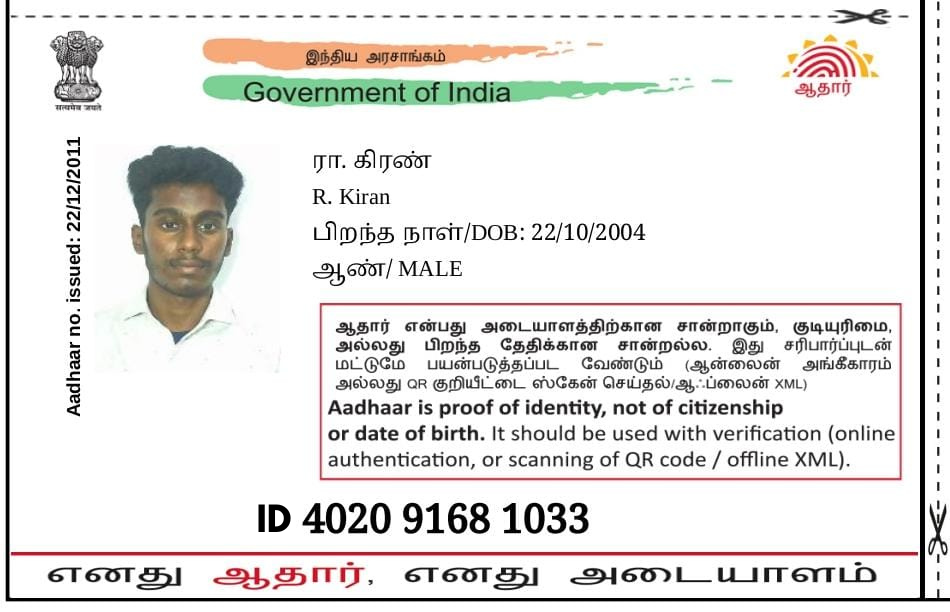 இந்திய அரசாங்கம்
Government of India
सत्यमेव जयते
ஆதார்
Aadhaar no. issued: 22/12/2011
ரா. கிரண்
R. Kiran
பிறந்த நாள்/DOB: 22/10/2004
ஆண்/ MALE
ஆதார் என்பது அடையாளத்திற்கான சான்றாகும், குடியுரிமை,
அல்லது பிறந்த தேதிக்கான சான்றல்ல. இது சரிபார்ப்புடன்
மட்டுமே பயன்படுத்தப்பட வேண்டும் (ஆன்லைன் அங்கீகாரம்
அல்லது QR குறியீட்டை ஸ்கேன் செய்தல்/ஆஃப்லைன் XML)
Aadhaar is proof of identity, not of citizenship
or date of birth. It should be used with verification (online
authentication, or scanning of QR code / offline XML).
ID 4020 9168 1033
எனது ஆதார், எனது அடையாளம்